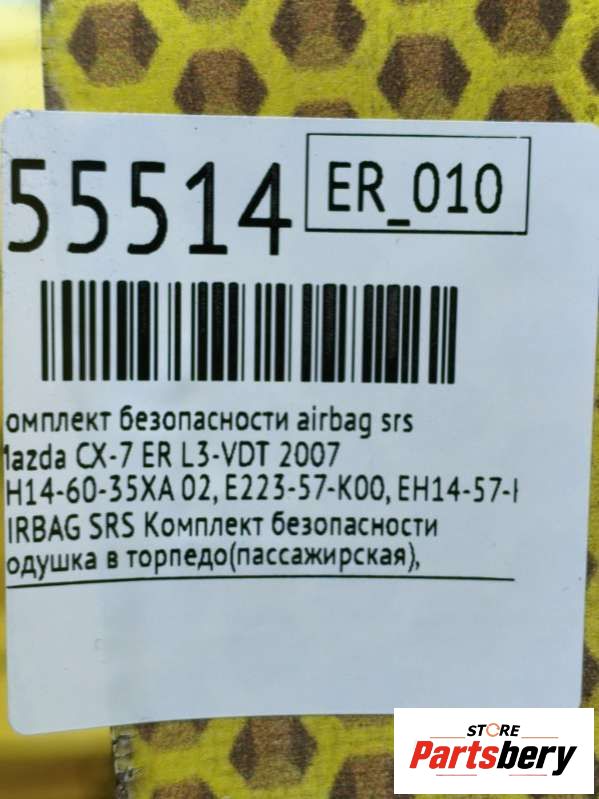 55514
ER_010
омплект безопасности airbag srs
Mazda CX-7 ER L3-VDT 2007
H14-60-35XA 02, E223-57-K00, EH14-57-
IRBAG SRS Комплект безопасности
одушка в торпедо(пассажирская),
STORE
Partsbery